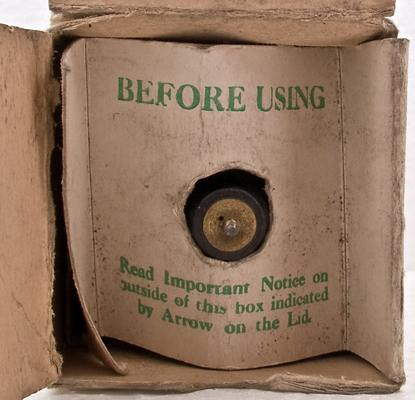 BEFORE USING
Read Important Notice on
outside of this box indicated
by Arrow on the Lid.